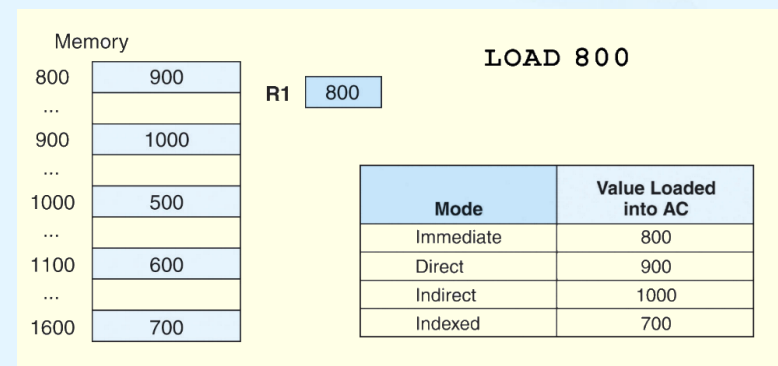 Memory
LOAD 800
800 900
R1 800
...
900 1000
...
1000 500
...
1100 600
...
1600 700
Mode Value Loaded into AC
Immediate 800
Direct 900
Indirect 1000
Indexed 700